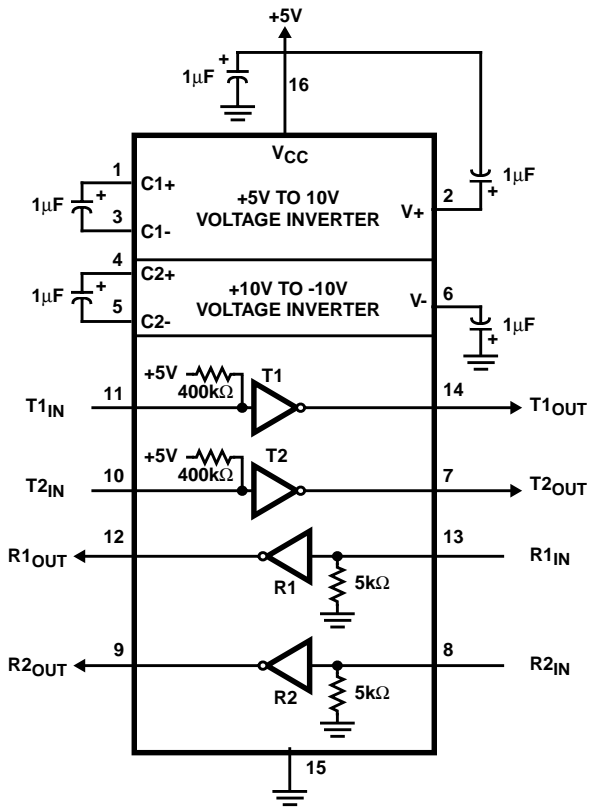 +5V
1μF
+
16
VCC
1
C1+
+5V TO 10V
VOLTAGE INVERTER
1μF
+
3
C1-
2
V+
1μF
+
4
C2+
+10V TO -10V
VOLTAGE INVERTER
1μF
+
5
C2-
6
V-
1μF
+
+5V
400kΩ
T1
T1IN
11
14
T1OUT
+5V
400kΩ
T2
T2IN
10
7
T2OUT
R1OUT
12
R1
5kΩ
13
R1IN
R2OUT
9
R2
5kΩ
8
R2IN
15